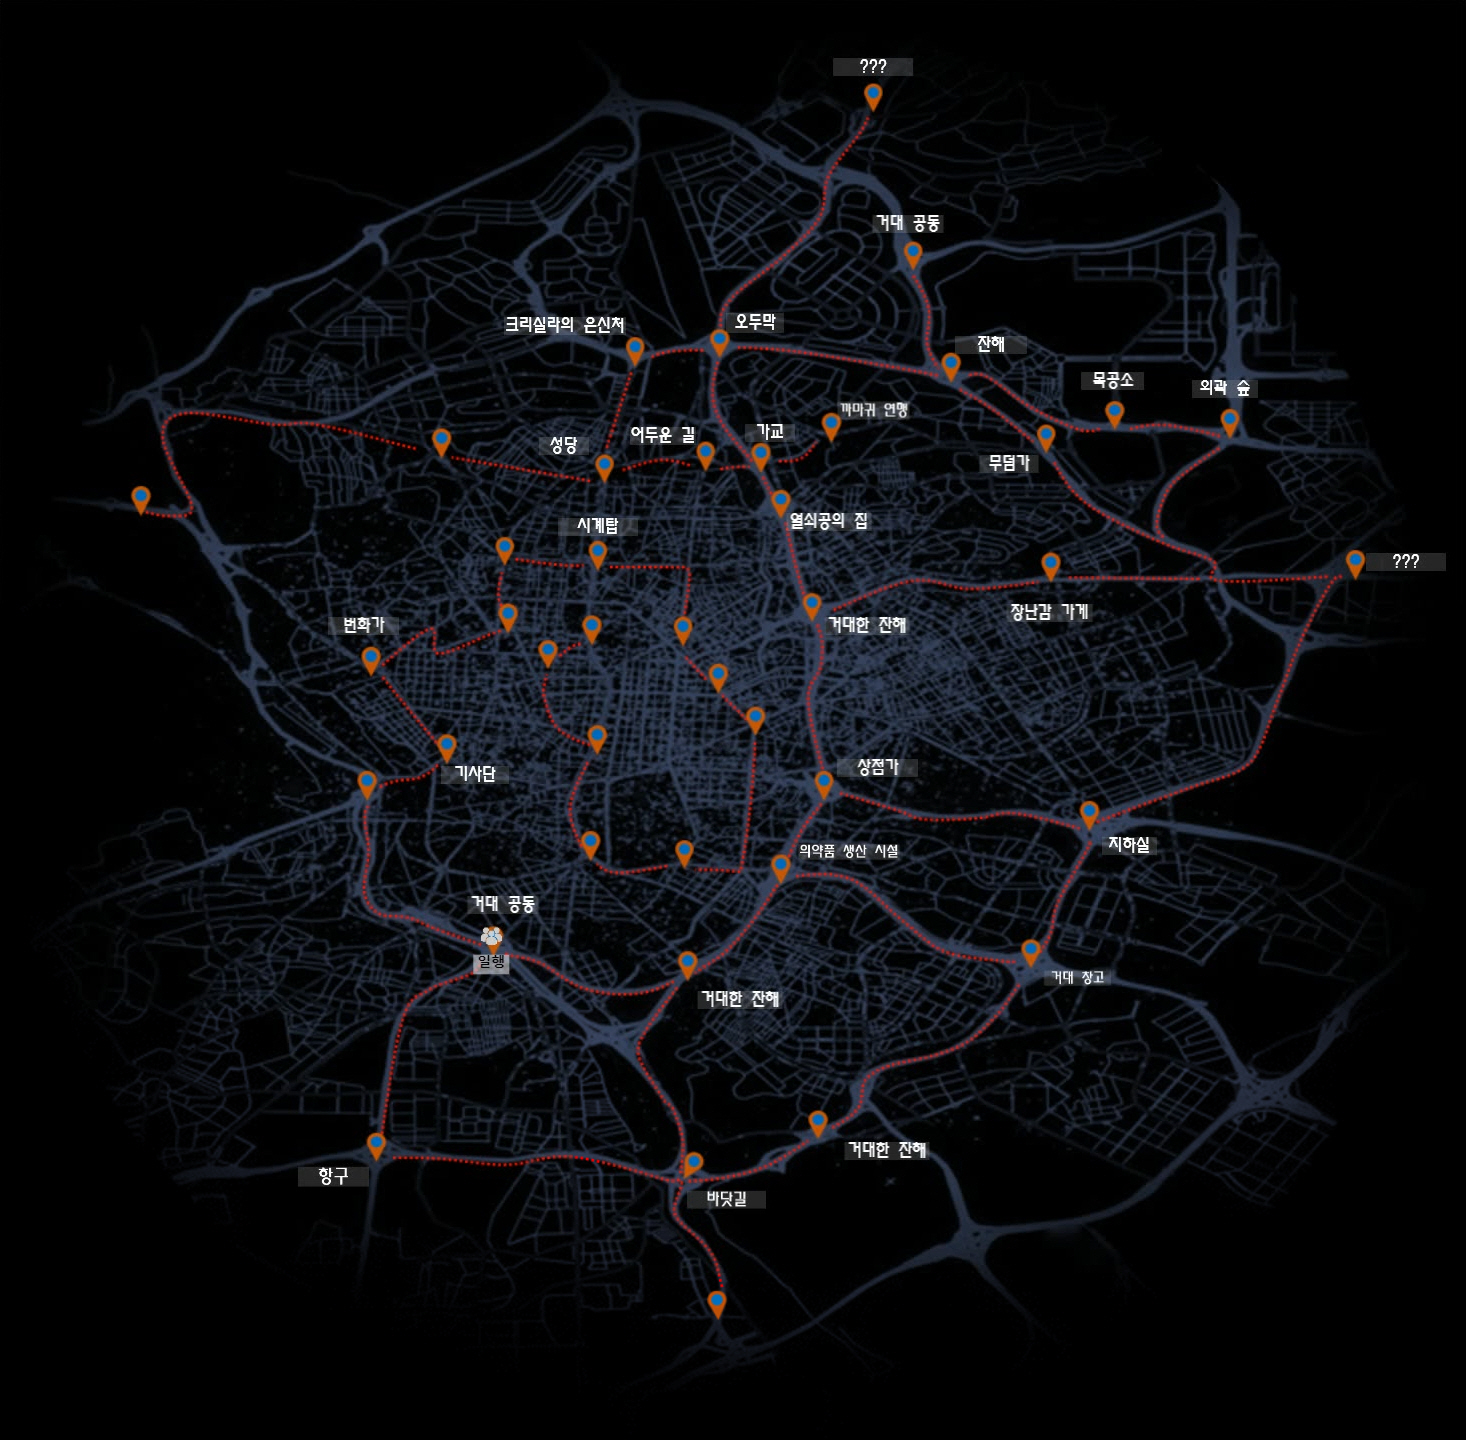 ???
거대 공동
크리실라의 은신처
오두막
잔해
목공소
외곽 숲
까마귀 연맹
성당
어두운 길
가교
무덤가
시계탑
열쇠공의 집
???
장난감 가게
번화가
거대한 잔해
기사단
상점가
지하실
의약품 생산 시설
거대 공동
일행
거대 창고
거대한 잔해
거대한 잔해
항구
바닷길